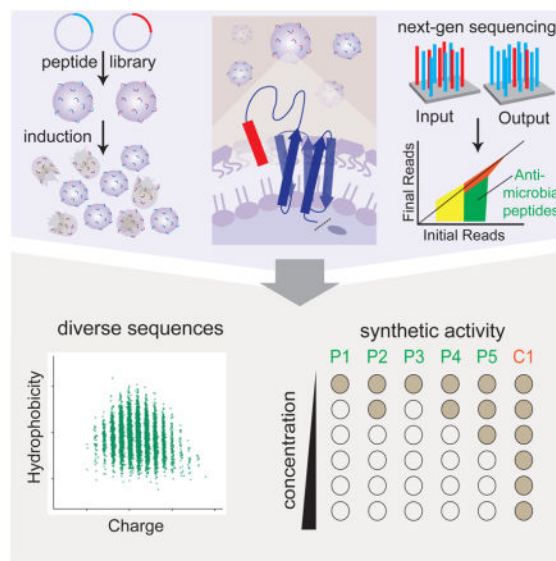 peptide library
induction
next-gen sequencing
Input Output
Final Reads
Anti-
microbial
peptides
Initial Reads
diverse sequences
Hydrophobicity
Charge
synthetic activity
P1 P2 P3 P4 P5 C1
concentration